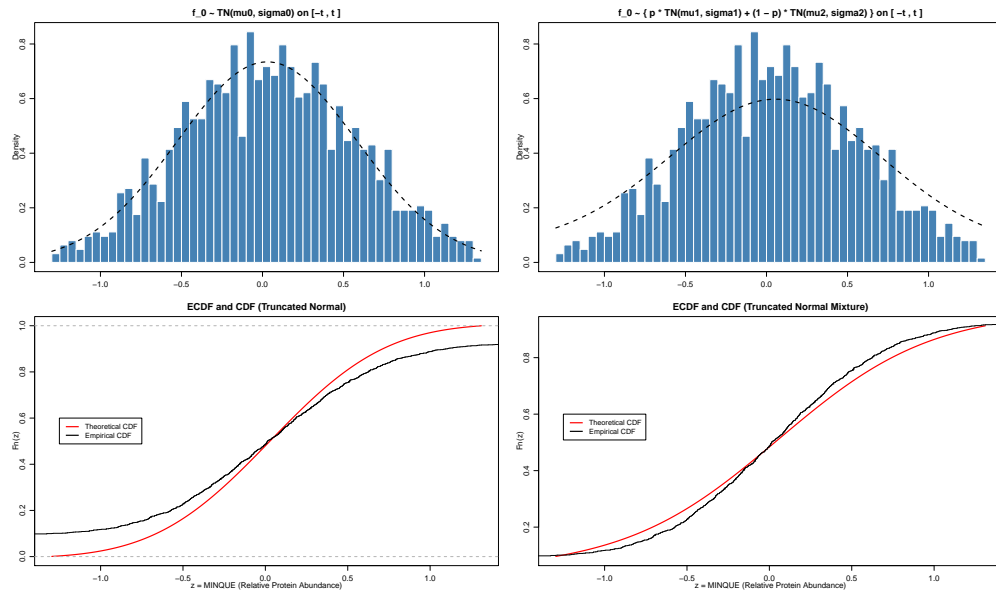 f_0 ~ TN(mu0, sigma0) on [-t , t ]
Density
0.0
0.2
0.4
0.6
0.8
−1.0
−0.5
0.0
0.5
1.0
f_0 ~ { p * TN(mu1, sigma1) + (1 − p) * TN(mu2, sigma2) } on [ −t , t ]
Density
0.0
0.2
0.4
0.6
0.8
−1.0
−0.5
0.0
0.5
1.0
ECDF and CDF (Truncated Normal)
Fn(z)
0.0
0.2
0.4
0.6
0.8
1.0
Theoretical CDF
Empirical CDF
−1.0
−0.5
0.0
0.5
1.0
z = MINQUE (Relative Protein Abundance)
ECDF and CDF (Truncated Normal Mixture)
Fn(z)
0.2
0.4
0.6
0.8
Theoretical CDF
Empirical CDF
−1.0
−0.5
0.0
0.5
1.0
z = MINQUE (Relative Protein Abundance)